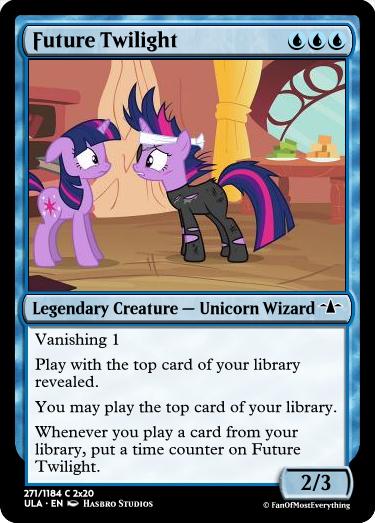 Future Twilight
Legendary Creature — Unicorn Wizard
Vanishing 1
Play with the top card of your library
revealed.
You may play the top card of your library.
Whenever you play a card from your
library, put a time counter on Future
Twilight.
2/3
271/1184 C 2x20
ULA • EN Hasbro Studios
© FanOfMostEverything